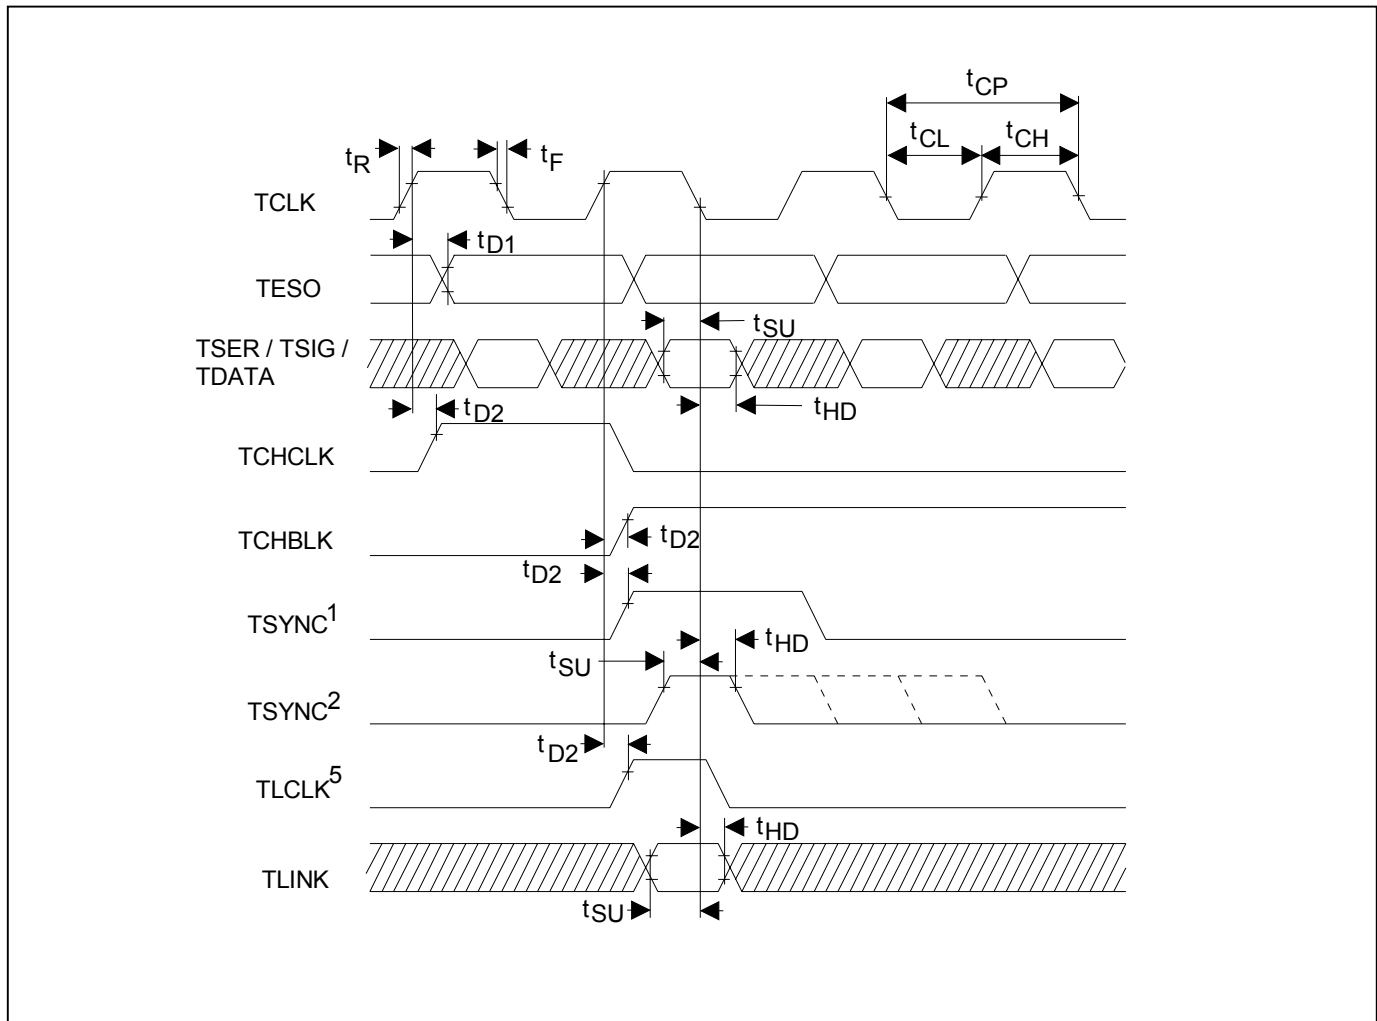 tCP
tCL tCH
tR tF
TCLK
tD1
TESO
tSU
TSER / TSIG /
TDATA
tHD
tD2
TCHCLK
TCHBLK
tD2
tD2
TSYNC1
tHD
tSU
TSYNC2
tD2
TLCLK5
tHD
TLINK
tSU